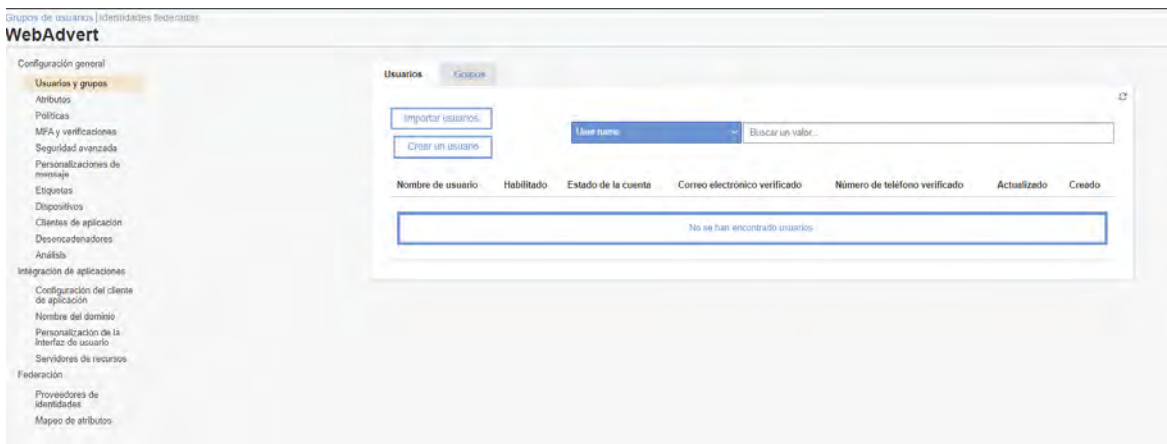 Grupos de usuarios | Identidades federadas
WebAdvert
Configuración general
Usuarios y grupos
Atributos
Políticas
MFA y verificaciones
Seguridad avanzada
Personalizaciones de
mensaje
Etiquetas
Dispositivos
Clientes de aplicación
Desencadenadores
Análisis
Integración de aplicaciones
Configuración del cliente
de aplicación
Nombre del dominio
Personalización de la
interfaz de usuario
Servidores de recursos
Federación
Proveedores de
identidades
Mapeo de atributos
Usuarios Grupos
Importar usuarios
Crear un usuario
User name Buscar un valor...
Nombre de usuario Habilitado Estado de la cuenta Correo electrónico verificado Número de teléfono verificado Actualizado Creado
No se han encontrado usuarios